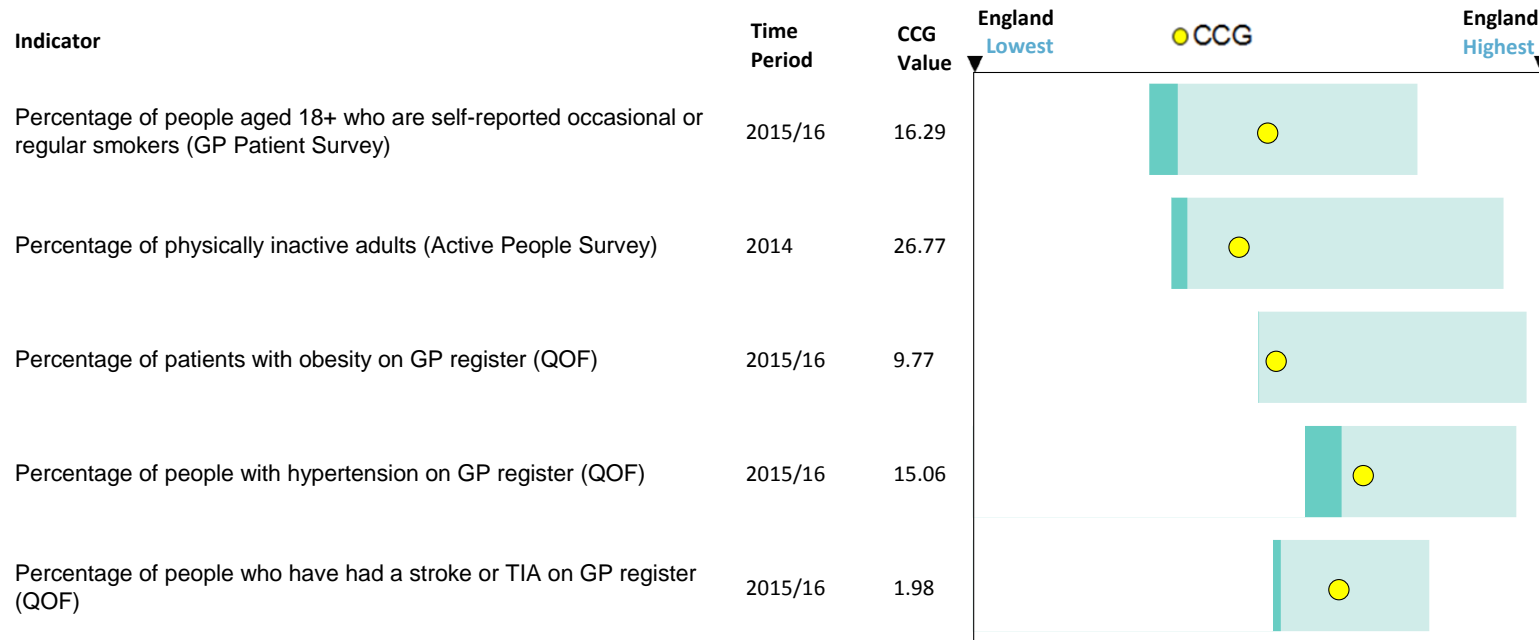 Indicator
Time
Period
CCG
Value
England
Lowest
CCG
England
Highest
Percentage of people aged 18+ who are self-reported occasional or
regular smokers (GP Patient Survey)
2015/16
16.29
Percentage of physically inactive adults (Active People Survey)
2014
26.77
Percentage of patients with obesity on GP register (QOF)
2015/16
9.77
Percentage of people with hypertension on GP register (QOF)
2015/16
15.06
Percentage of people who have had a stroke or TIA on GP register
(QOF)
2015/16
1.98